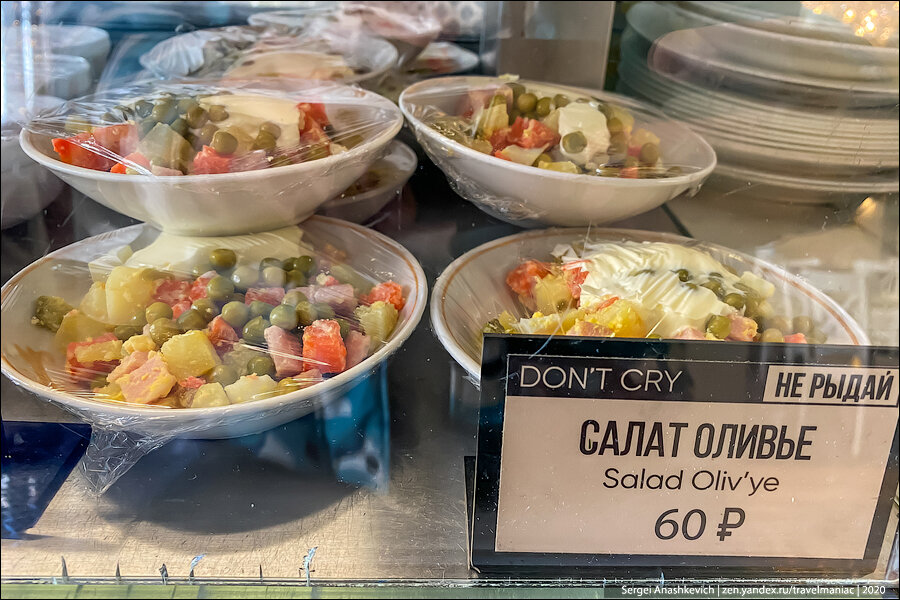 DON'T CRY НЕ РЫДАЙ
САЛАТ ОЛИВЬЕ
Salad Oliv'ye
60 ₽
Sergei Anashkevich | zen.yandex.ru/travelmaniac | 2020